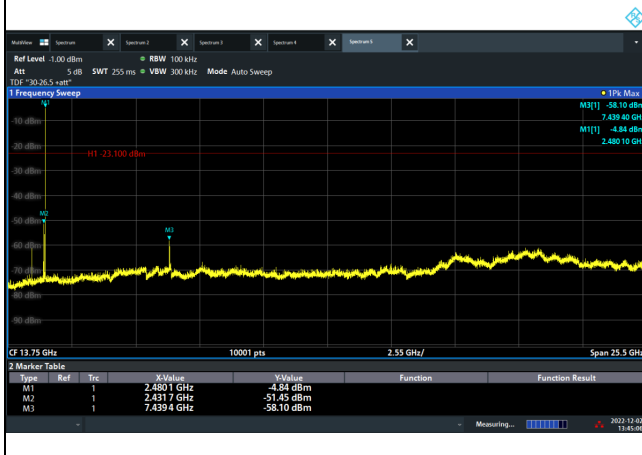 MultiView Spectrum Spectrum 2 Spectrum 3 Spectrum 4 Spectrum 5
Ref Level -1.00 dBm RBW 100 kHz
Att 5 dB SWT 255 ms VBW 300 kHz Mode Auto Sweep
TDF "30-26.5 +att"
1 Frequency Sweep 1Pk Max
M1 M3[1] -58.10 dBm
-10 dBm 7.439 40 GH
M1[1] -4.84 dBm
-20 dBm 2.480 10 GH
H1 -23.100 dBm
-30 dBm
-40 dBm
M2
-50 dBm
M3
-60 dBm
-70 dBm
-80 dBm
-90 dBm
CF 13.75 GHz 10001 pts 2.55 GHz/ Span 25.5 GHz
2 Marker Table
Type Ref Trc X-Value Y-Value Function Function Result
M1 1 2.480 1 GHz -4.84 dBm
M2 1 2.431 7 GHz -51.45 dBm
M3 1 7.439 4 GHz -58.10 dBm
Measuring... 2022-12-02
13:45:06